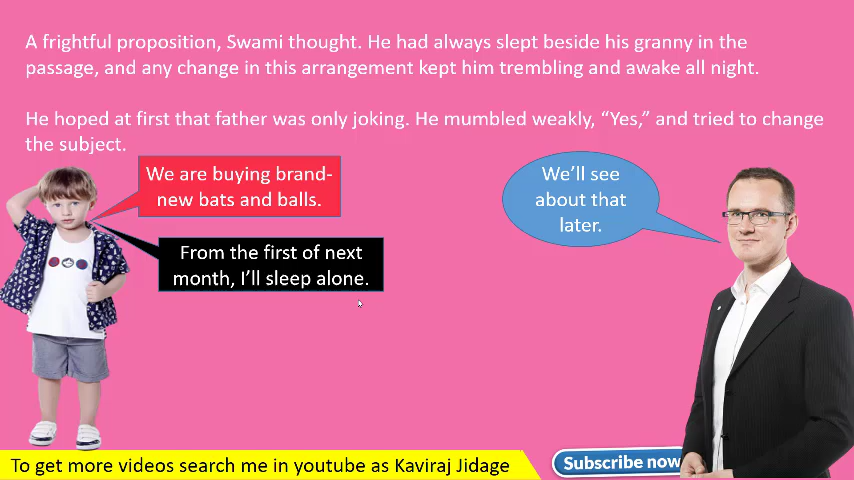 A frightful proposition, Swami thought. He had always slept beside his granny in the
passage, and any change in this arrangement kept him trembling and awake all night.
He hoped at first that father was only joking. He mumbled weakly, “Yes,” and tried to change
the subject.
We are buying brand-
new bats and balls.
From the first of next
month, I’ll sleep alone.
We’ll see
about that
later.
To get more videos search me in youtube as Kaviraj Jidage
Subscribe now